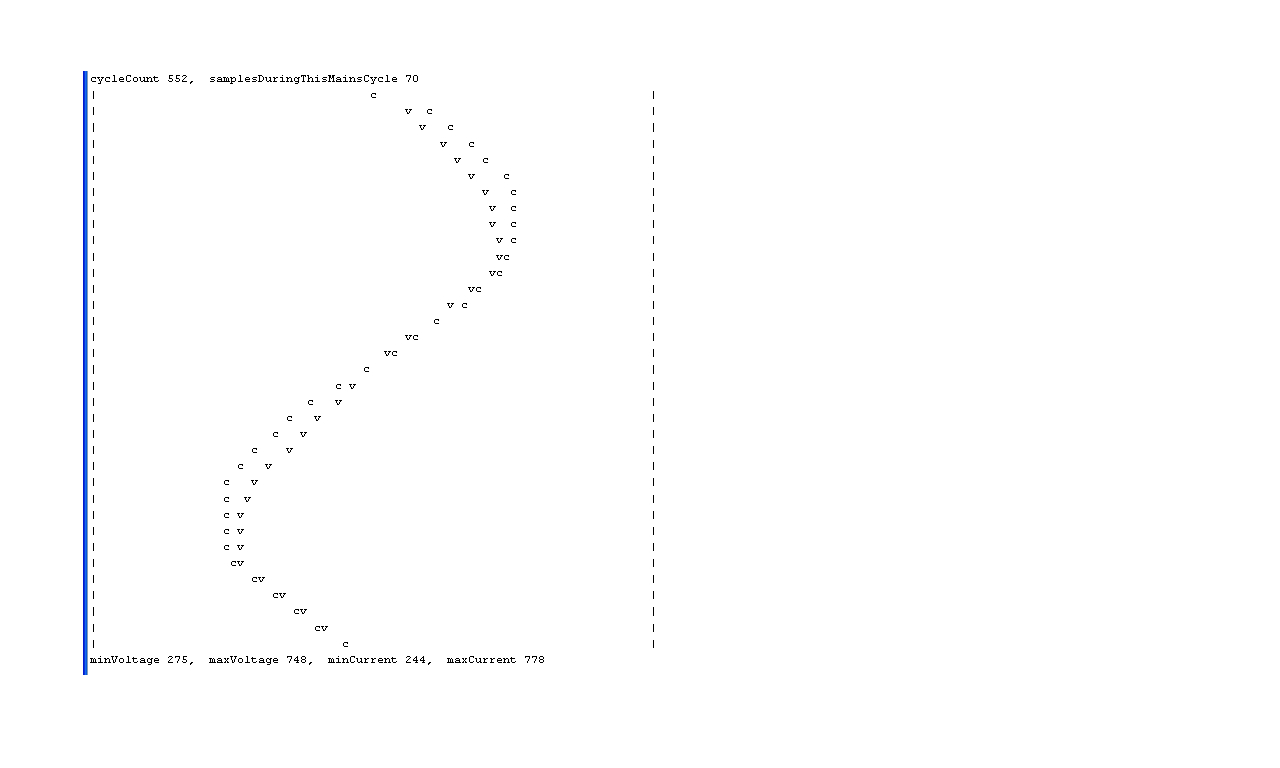 cycleCount 552,  samplesDuringThisMainsCycle 70
|                                       c                                       |
|                                            v  c                               |
|                                              v   c                            |
|                                                 v   c                         |
|                                                   v   c                       |
|                                                     v    c                    |
|                                                       v   c                   |
|                                                        v  c                   |
|                                                        v  c                   |
|                                                         v c                   |
|                                                         vc                    |
|                                                        vc                     |
|                                                     vc                        |
|                                                  v c                          |
|                                                c                              |
|                                            vc                                 |
|                                         vc                                    |
|                                      c                                        |
|                                  c v                                          |
|                              c   v                                            |
|                           c   v                                               |
|                         c   v                                                 |
|                      c    v                                                   |
|                    c   v                                                      |
|                  c   v                                                        |
|                  c  v                                                         |
|                  c v                                                          |
|                  c v                                                          |
|                  c v                                                          |
|                   cv                                                          |
|                      cv                                                       |
|                         cv                                                    |
|                            cv                                                 |
|                               cv                                              |
|                                   c                                           |
minVoltage 275,  maxVoltage 748,  minCurrent 244,  maxCurrent 778